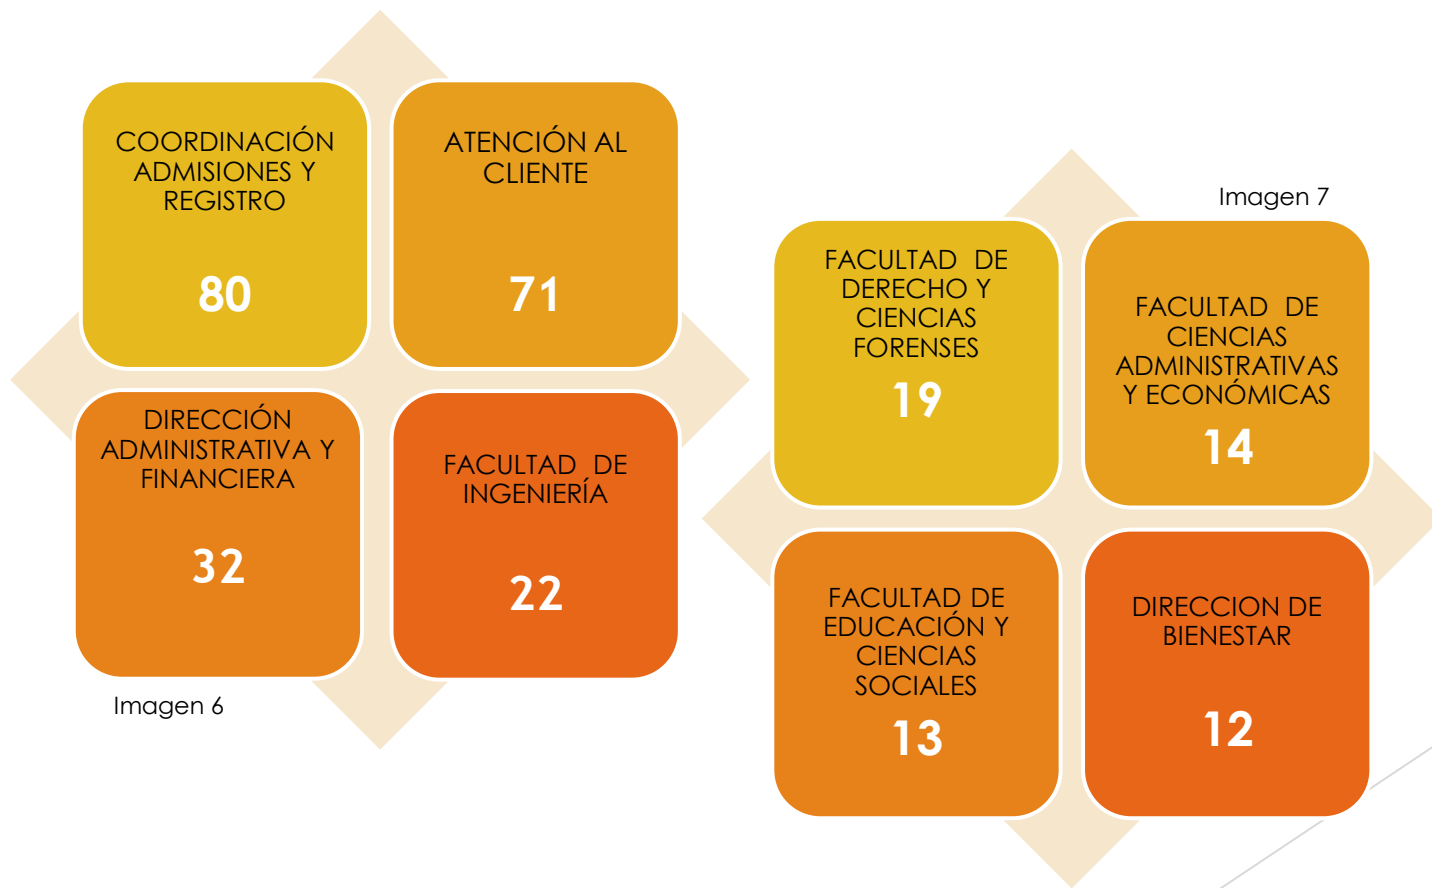 COORDINACIÓN
ADMISIONES Y
REGISTRO
80
ATENCIÓN AL
CLIENTE
71
DIRECCIÓN
ADMINISTRATIVA Y
FINANCIERA
32
FACULTAD DE
INGENIERÍA
22
Imagen 6
Imagen 7
FACULTAD DE
DERECHO Y
CIENCIAS
FORENSES
19
FACULTAD DE
CIENCIAS
ADMINISTRATIVAS
Y ECONÓMICAS
14
FACULTAD DE
EDUCACIÓN Y
CIENCIAS
SOCIALES
13
DIRECCION DE
BIENESTAR
12